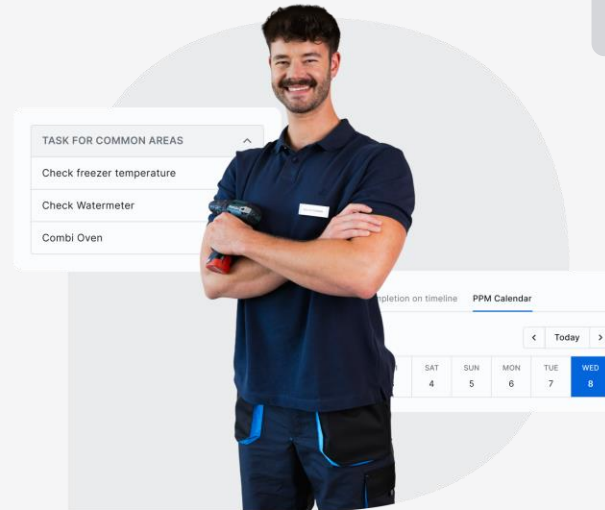 TASK FOR COMMON AREAS
Check freezer temperature
Check Watermeter
Combi Oven
on timeline PPM Calendar
< Today >
SAT SUN MON TUE WED
4 5 6 7 8